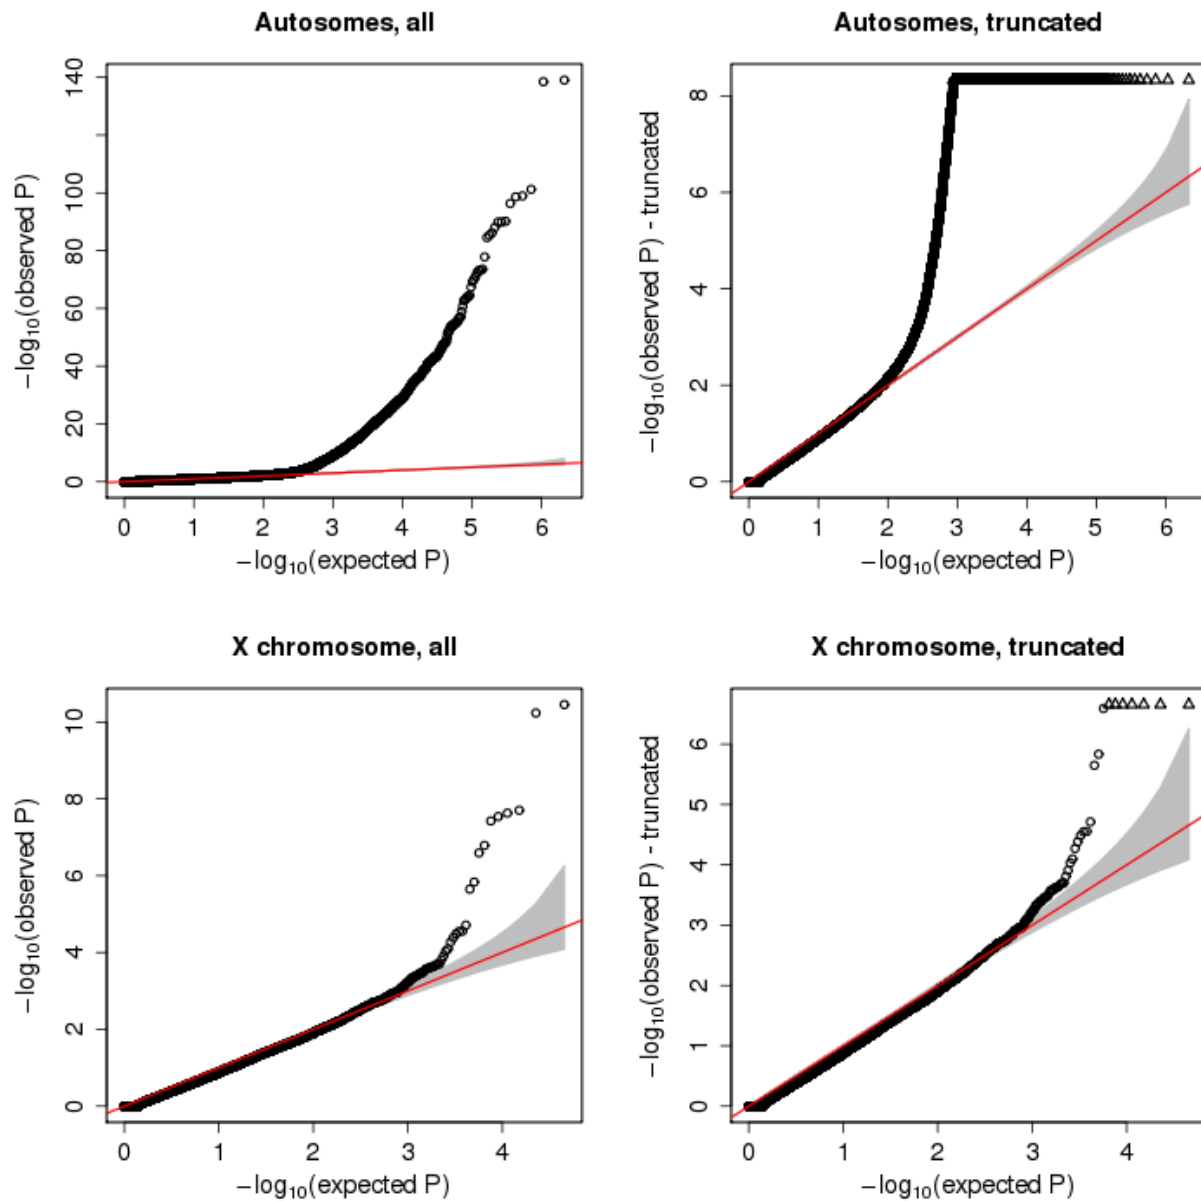 Autosomes, all
−log₁₀(observed P)
0 20 40 60 80 100 140
0 1 2 3 4 5 6
−log₁₀(expected P)
Autosomes, truncated
−log₁₀(observed P) - truncated
0 2 4 6 8
0 1 2 3 4 5 6
−log₁₀(expected P)
X chromosome, all
−log₁₀(observed P)
0 2 4 6 8 10
0 1 2 3 4
−log₁₀(expected P)
X chromosome, truncated
−log₁₀(observed P) - truncated
0 1 2 3 4 5 6
0 1 2 3 4
−log₁₀(expected P)